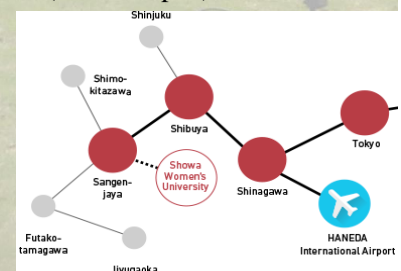 Shinjuku
Shimo-
kitazawa
Shibuya
Tokyo
Showa
Women's
University
Sangen-
jaya
Shinagawa
Futako-
tamagawa
HANEDA
International Airport